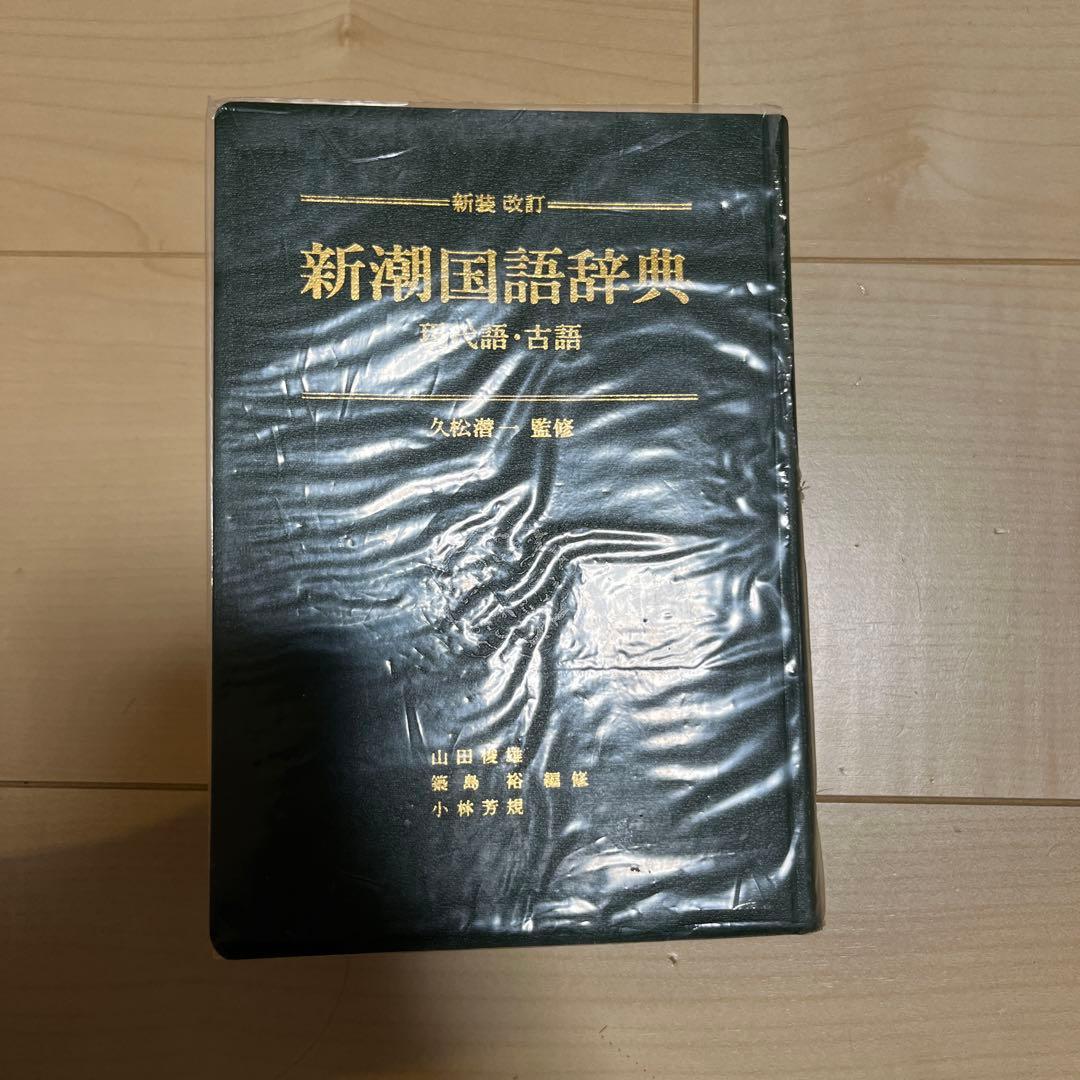 新装 改訂
新潮国語辞典
現代語・古語
久松潜一 監修
山田俊雄
築島 裕 編修
小林芳規